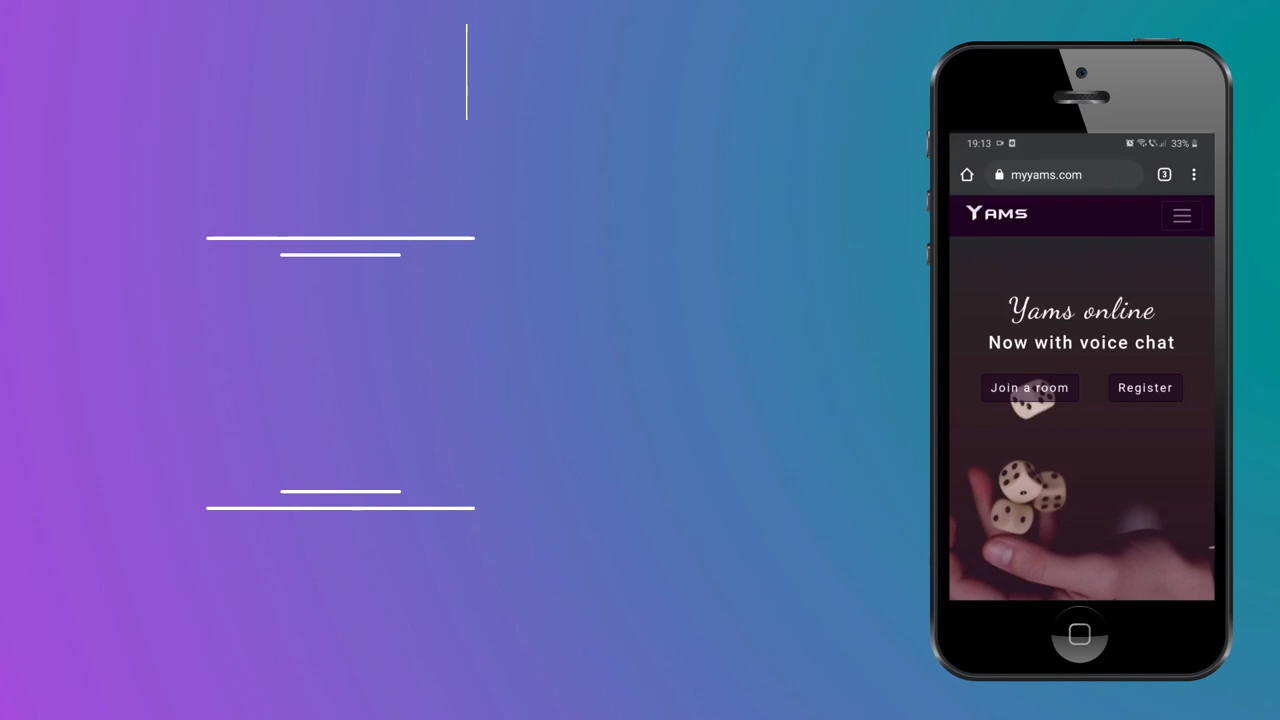 19:13
33%
myyams.com
3
YAMS
Yams online
Now with voice chat
Join a room
Register